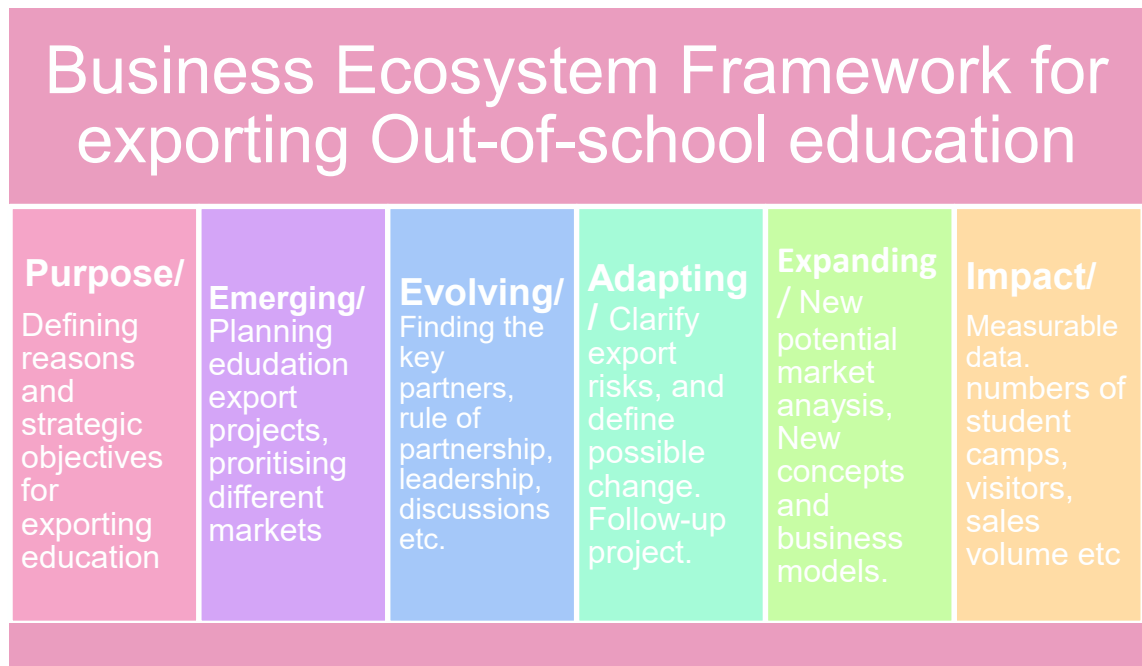 Business Ecosystem Framework for
exporting Out-of-school education
Purpose/
Defining
reasons
and
strategic
objectives
for
exporting
education
Emerging/
Planning
edudation
export
projects,
proritising
different
markets
Evolving/
Finding the
key
partners,
rule of
partnership,
leadership,
discussions
etc.
Adapting
/ Clarify
export
risks, and
define
possible
change.
Follow-up
project.
Expanding
/ New
potential
market
anaysis,
New
concepts
and
business
models.
Impact/
Measurable
data.
numbers of
student
camps,
visitors,
sales
volume etc